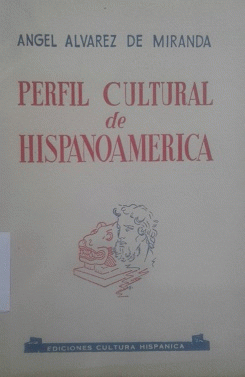 ANGEL ALVAREZ DE MIRANDA
PERFIL CULTURAL
de
HISPANOAMERICA
EDICIONES CULTURA HISPANICA